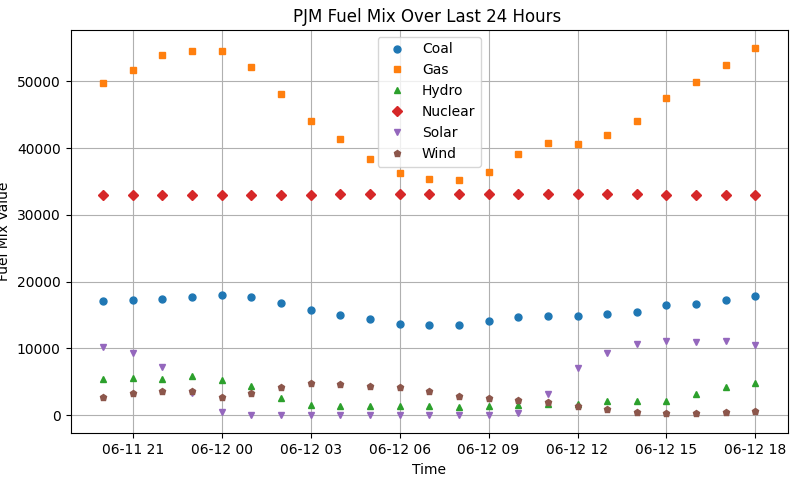 PJM Fuel Mix Over Last 24 Hours
Coal
Gas
Hydro
Nuclear
Solar
Wind
Fuel Mix Value
50000
40000
30000
20000
10000
0
06-11 21
06-12 00
06-12 03
06-12 06
06-12 09
06-12 12
06-12 15
06-12 18
Time